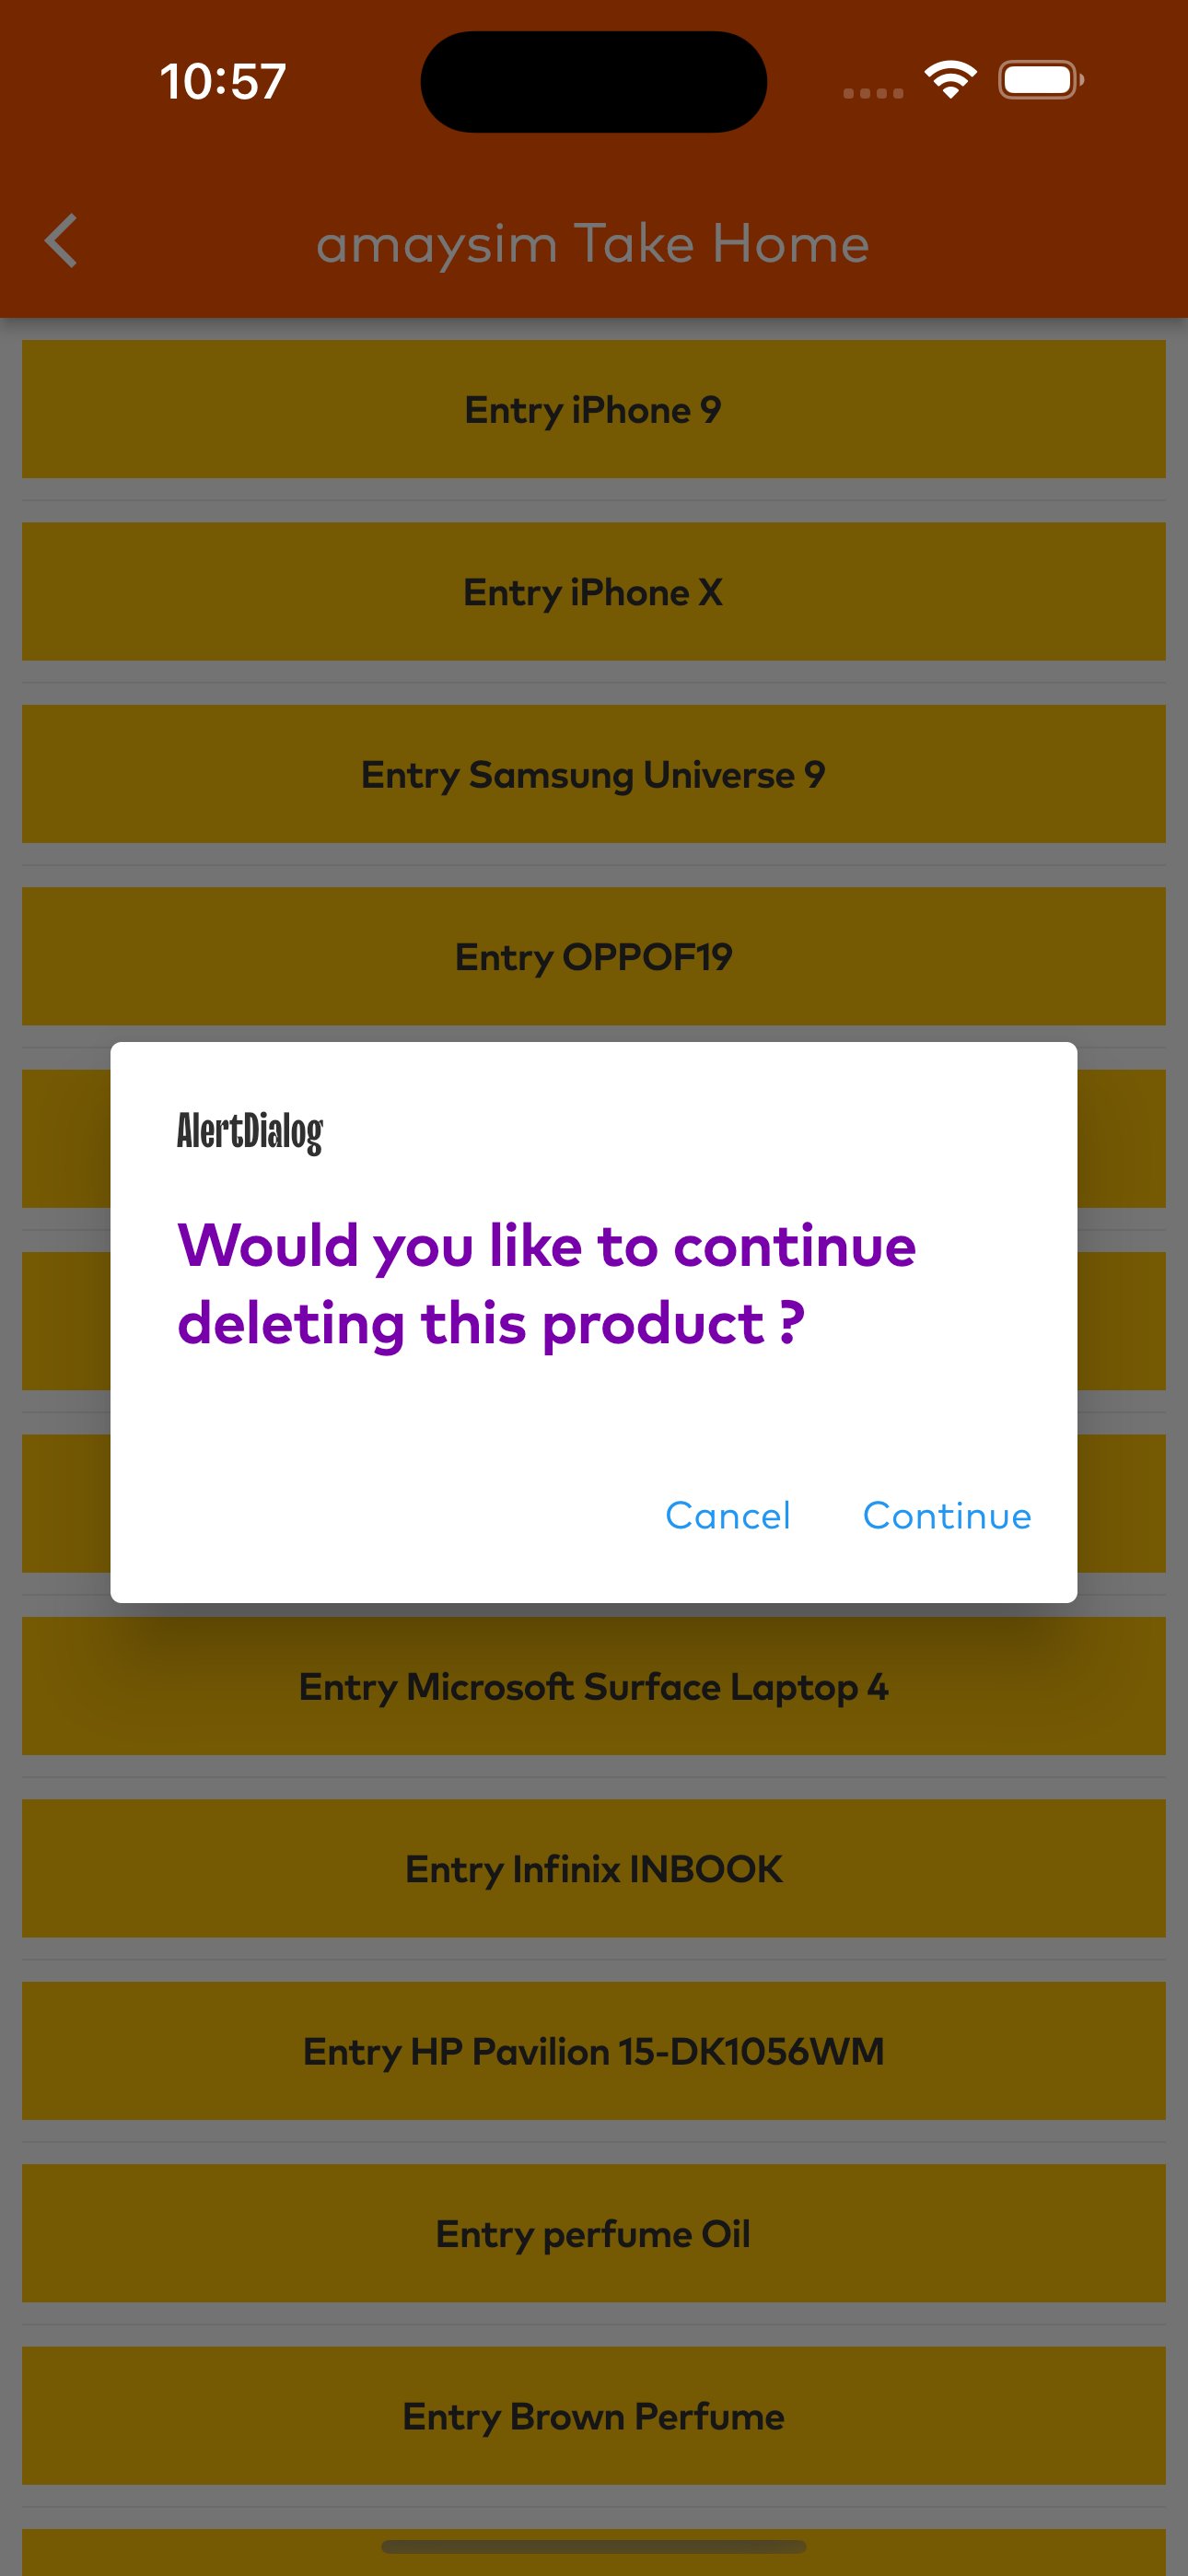 10:57
amaysim Take Home
Entry iPhone 9
Entry iPhone X
Entry Samsung Universe 9
Entry OPPOF19
AlertDialog
Would you like to continue
deleting this product ?
Cancel Continue
Entry Microsoft Surface Laptop 4
Entry Infinix INBOOK
Entry HP Pavilion 15-DK1056WM
Entry perfume Oil
Entry Brown Perfume